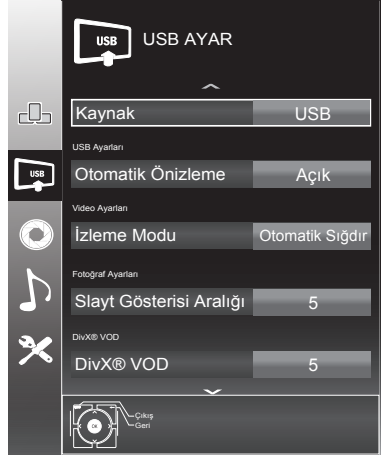 USB
USB AYAR
Kaynak USB
USB
USB Ayarları
Otomatik Önizleme Açık
Video Ayarları
İzleme Modu Otomatik Sığdır
Fotoğraf Ayarları
Slayt Gösterisi Aralığı 5
DivX® VOD
DivX® VOD 5
Çıkış
Geri
OK